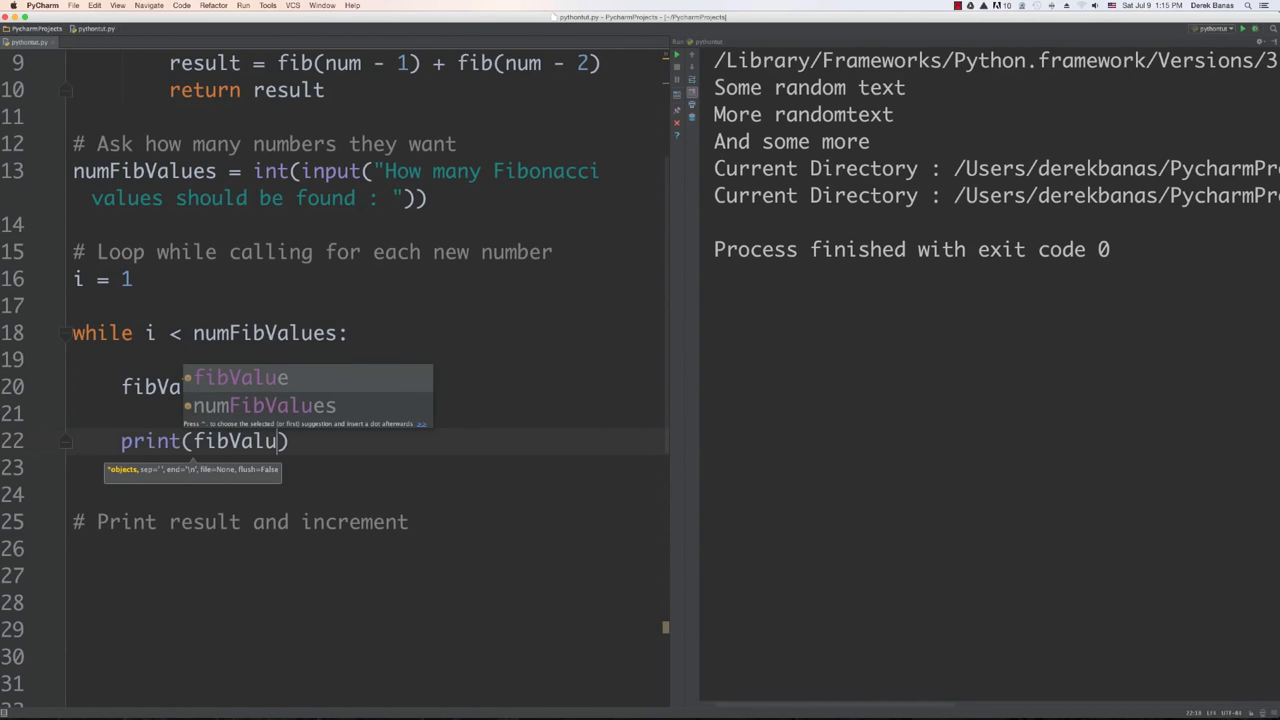 PyCharm File Edit View Navigate Code Refactor Run Tools VCS Window Help
10
Sat Jul 9 1:15 PM Derek Banas
pythontut.py - PycharmProjects - [~/PycharmProjects]
PycharmProjects pythontut.py
pythontut
pythontut.py
Run pythontut
9 result = fib(num - 1) + fib(num - 2)
10 return result
11
12 # Ask how many numbers they want
13 numFibValues = int(input("How many Fibonacci
values should be found : "))
14
15 # Loop while calling for each new number
16 i = 1
17
18 while i < numFibValues:
19
20 fibVa
21
22 print(fibValu)
23
24
25 # Print result and increment
26
27
28
29
30
31
fibValue
numFibValues
Press ^. to choose the selected (or first) suggestion and insert a dot afterwards >>
*objects, sep=' ', end='\n', file=None, flush=False
/Library/Frameworks/Python.framework/Versions/3
Some random text
More randomtext
And some more
Current Directory : /Users/derekbanas/PycharmPr
Current Directory : /Users/derekbanas/PycharmPr
Process finished with exit code 0
22:18 LF÷ UTF-8÷